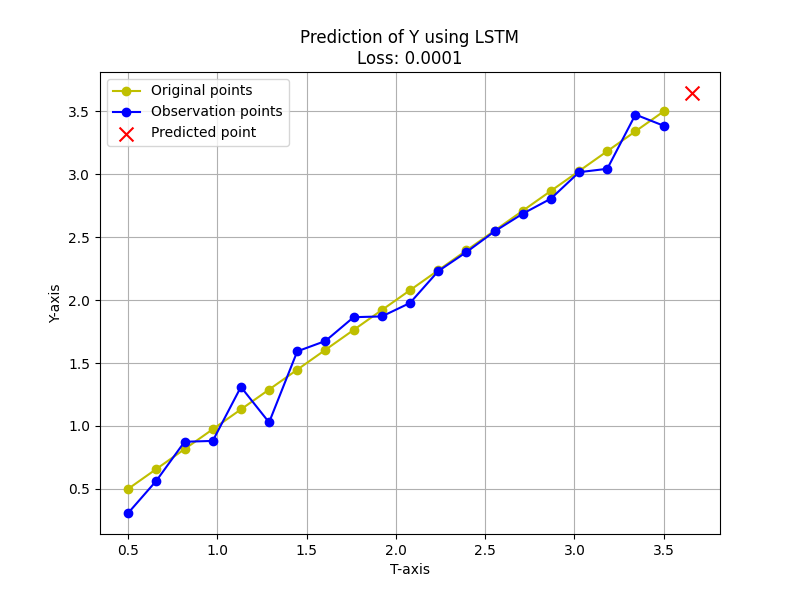 Prediction of Y using LSTM
Loss: 0.0001
Original points
Observation points
Predicted point
3.5
3.0
2.5
2.0
1.5
1.0
0.5
Y-axis
0.5 1.0 1.5 2.0 2.5 3.0 3.5
T-axis